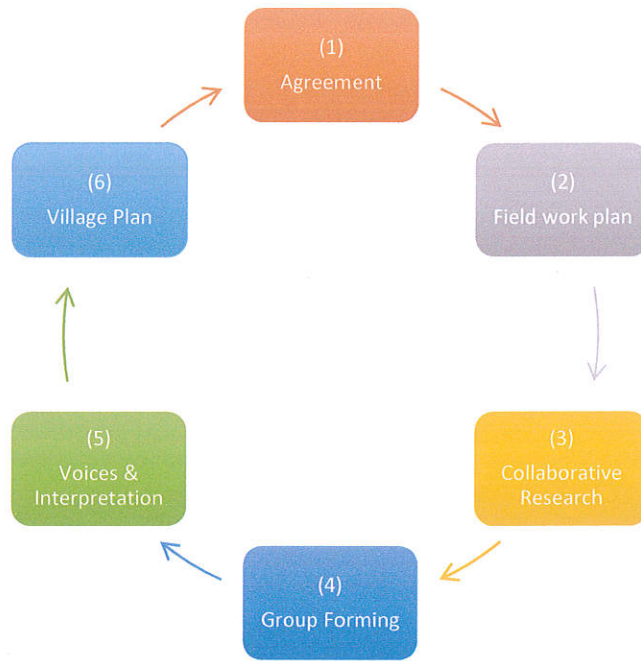 (1)
Agreement
(2)
Field work plan
(3)
Collaborative
Research
(4)
Group Forming
(5)
Voices &
Interpretation
(6)
Village Plan